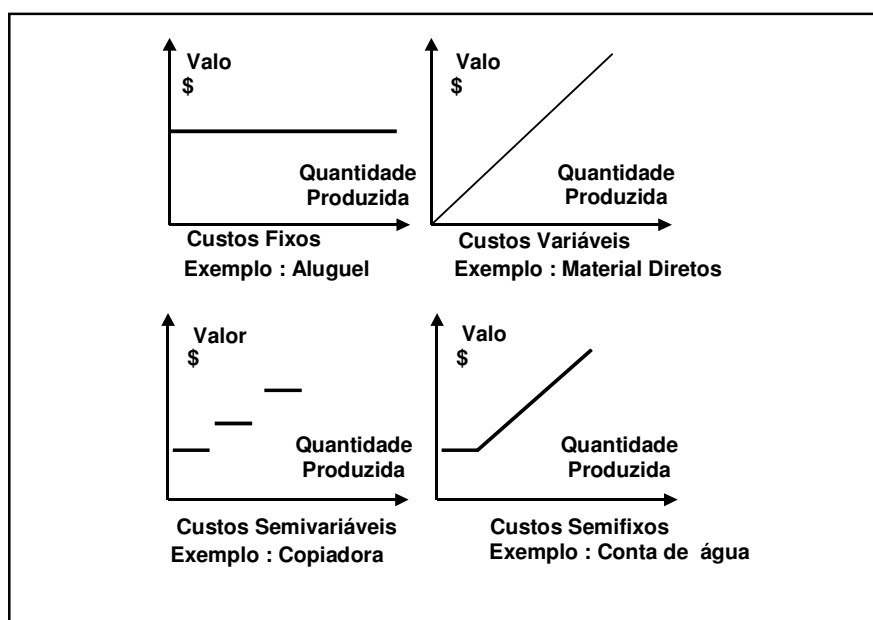 Valo
$
Quantidade
Produzida
Custos Fixos
Exemplo : Aluguel
Valo
$
Quantidade
Produzida
Custos Variáveis
Exemplo : Material Diretos
Valor
$
Quantidade
Produzida
Custos Semivariáveis
Exemplo : Copiadora
Valo
$
Quantidade
Produzida
Custos Semifixos
Exemplo : Conta de água